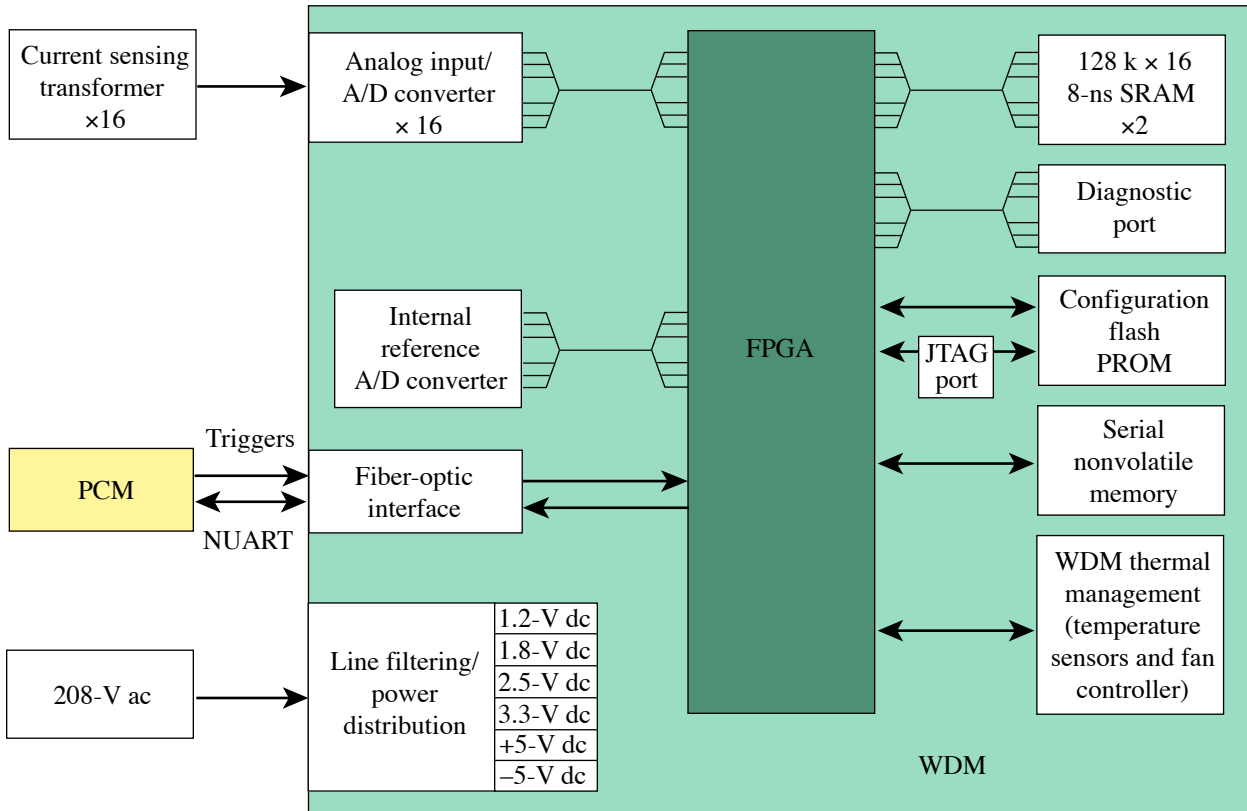 Current sensing
transformer
×16
Analog input/
A/D converter
× 16
128 k × 16
8-ns SRAM
×2
Diagnostic
port
Internal
reference
A/D converter
FPGA
Configuration
flash
PROM
JTAG
port
Triggers
PCM
NUART
Fiber-optic
interface
Serial
nonvolatile
memory
208-V ac
Line filtering/
power
distribution
1.2-V dc
1.8-V dc
2.5-V dc
3.3-V dc
+5-V dc
–5-V dc
WDM thermal
management
(temperature
sensors and fan
controller)
WDM